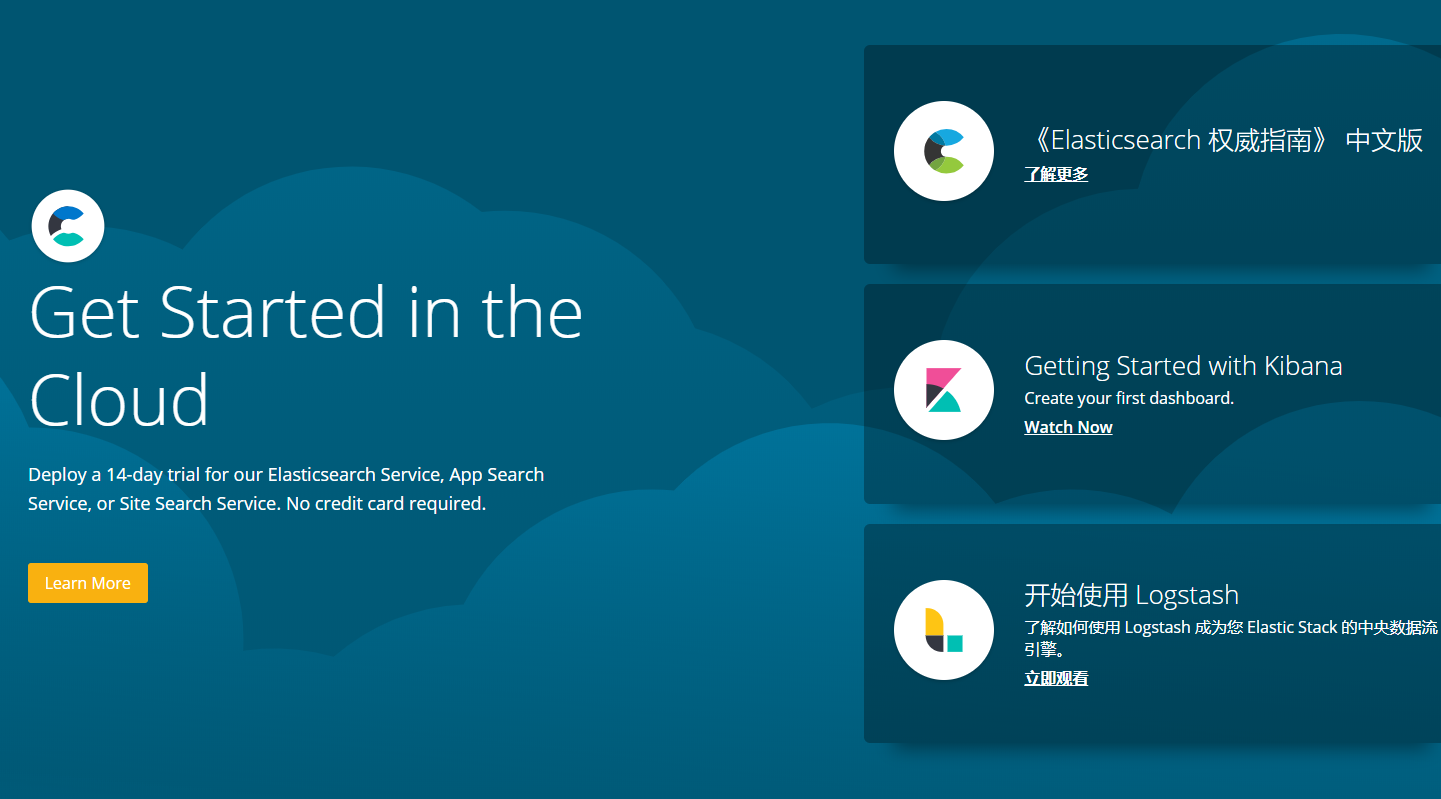 Get Started in the
Cloud
Deploy a 14-day trial for our Elasticsearch Service, App Search
Service, or Site Search Service. No credit card required.
Learn More
《Elasticsearch 权威指南》 中文版
了解更多
Getting Started with Kibana
Create your first dashboard.
Watch Now
开始使用 Logstash
了解如何使用 Logstash 成为您 Elastic Stack 的中央数据流
引擎。
立即观看